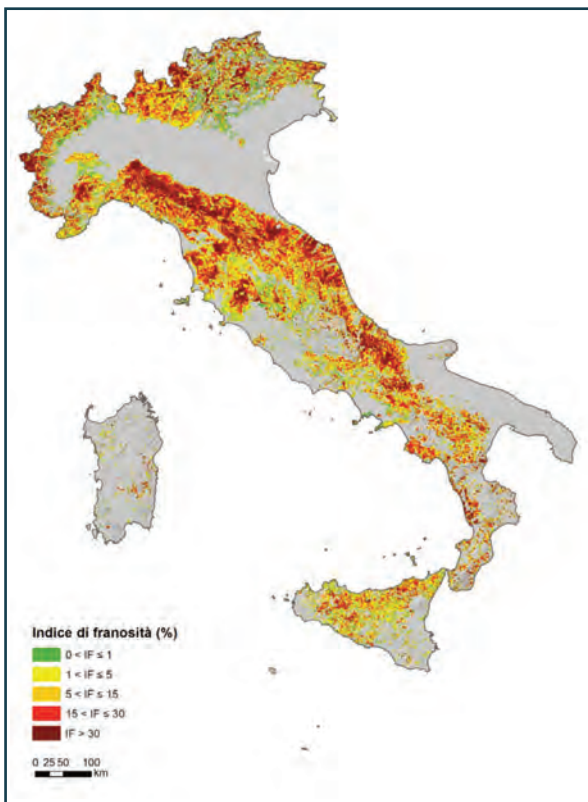 Indice di franosità (%)
0 < IF ≤ 1
1 < IF ≤ 5
5 < IF ≤ 15
15 < IF ≤ 30
IF > 30
0 25 50 100
km